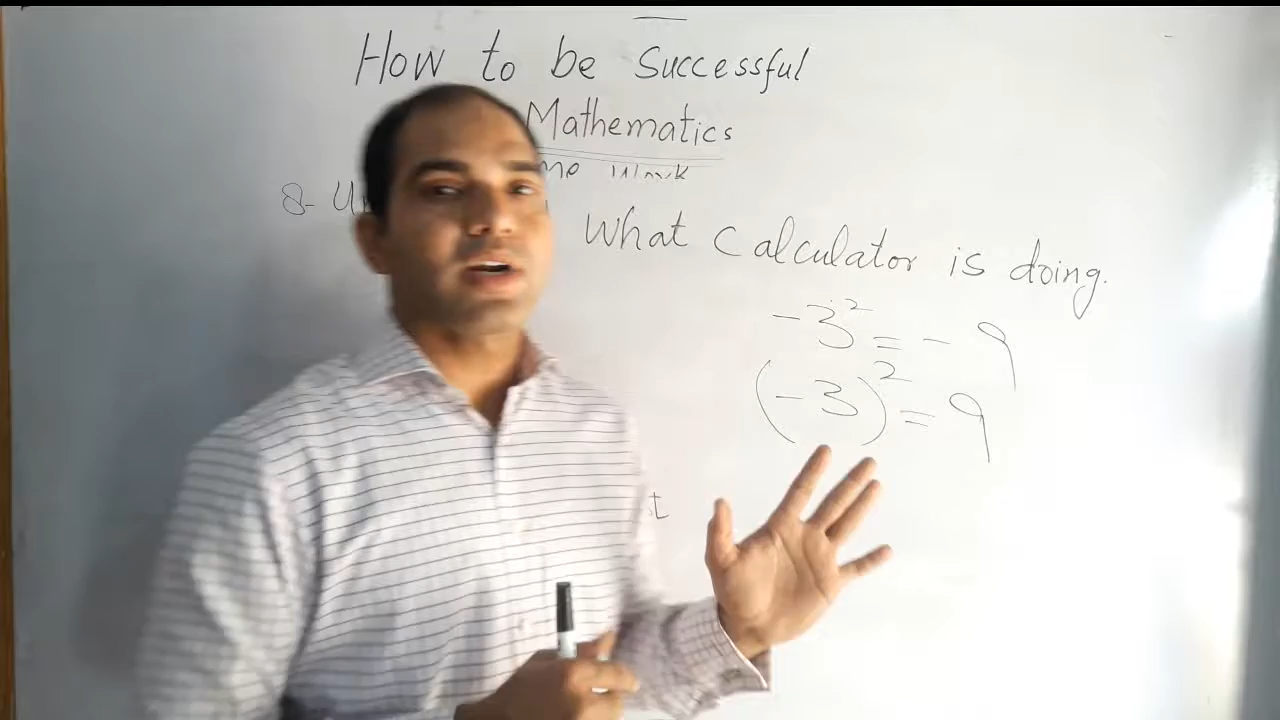 How to be Successful
Mathematics
8- What calculator is doing.
-3² = -9
(-3)² = 9